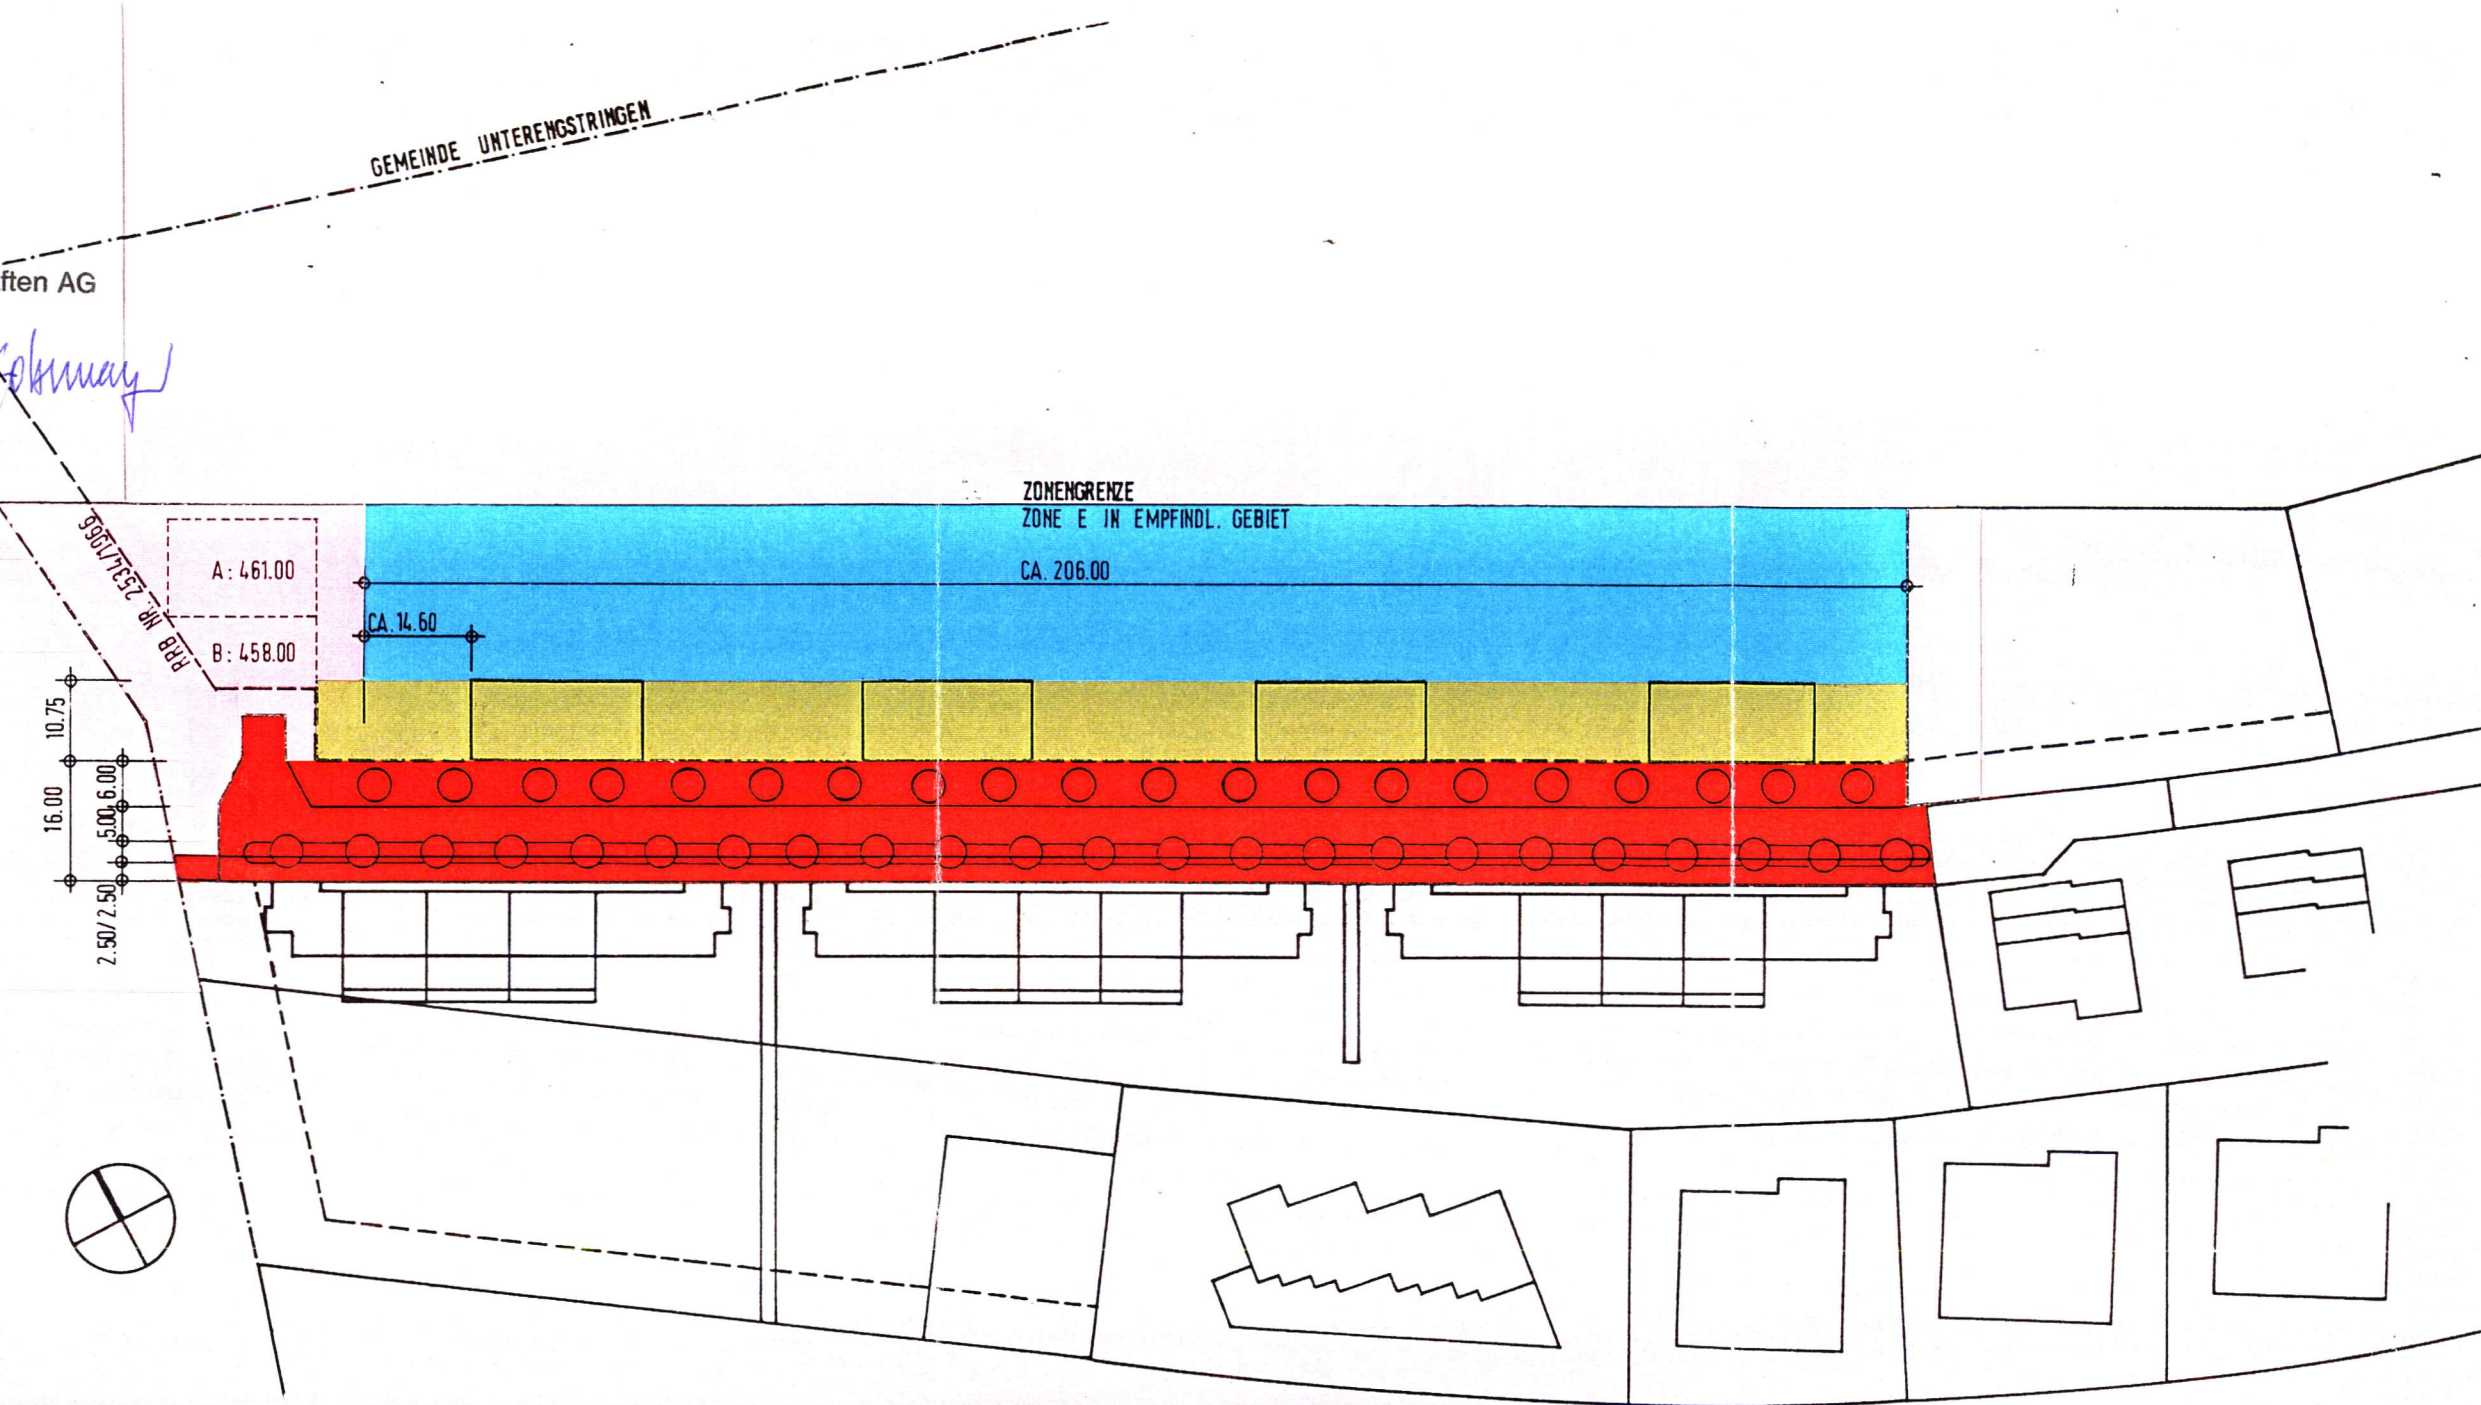 GEMEINDE UNTERENGSTRINGEN
ften AG
ZONENGRENZE
ZONE E IN EMPFINDL. GEBIET
RRB NR. 2534/1966
A: 461.00
CA. 206.00
CA. 14.60
B: 458.00
10.75
16.00
5.00
6.00
2.50/2.50